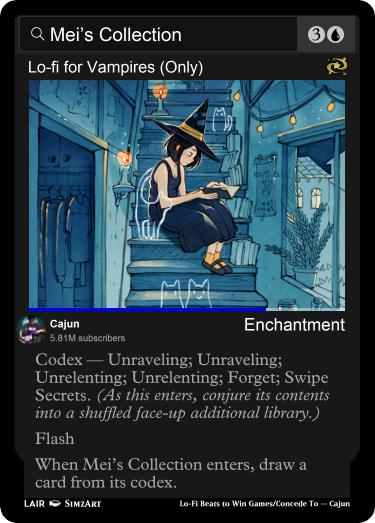 Mei's Collection 3
Lo-fi for Vampires (Only)
Cajun
5.81M subscribers
Enchantment
Codex — Unraveling; Unraveling;
Unrelenting; Unrelenting; Forget; Swipe
Secrets. (As this enters, conjure its contents
into a shuffled face-up additional library.)
Flash
When Mei's Collection enters, draw a
card from its codex.
LAIR SimzArt
Lo-Fi Beats to Win Games/Concede To — Cajun